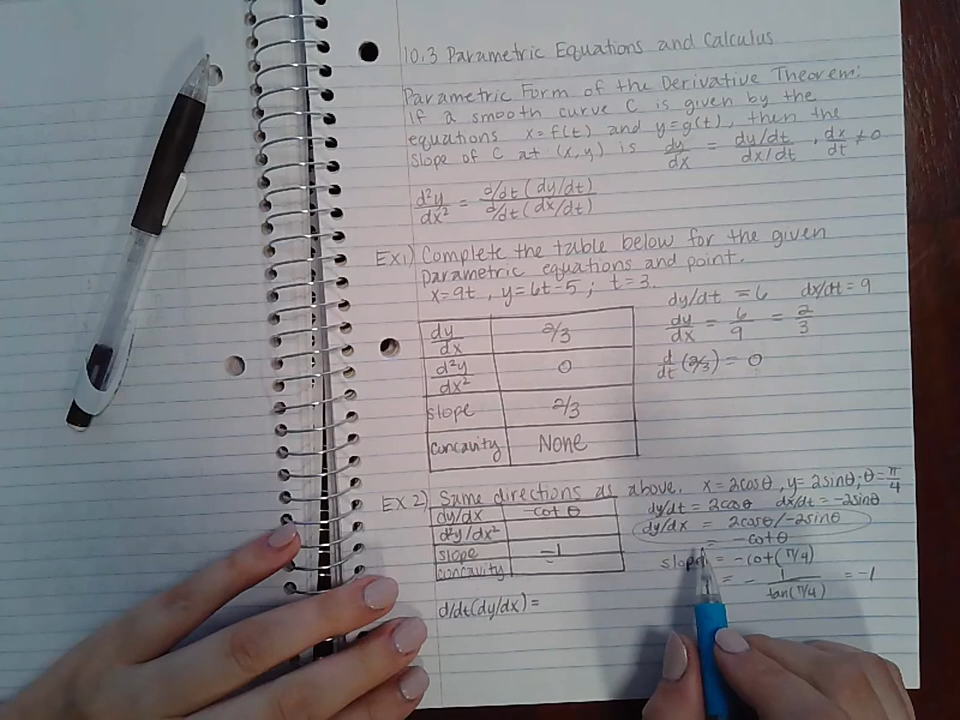 10.3 Parametric Equations and Calculus
Parametric Form of the Derivative Theorem:
If a smooth curve C is given by the
equations x=f(t) and y=g(t), then the
slope of C at (x,y) is dy/dx = dy/dt / dx/dt , dx/dt ≠ 0
d²y/dx² = d/dt (dy/dt) / d/dt (dx/dt)
Ex 1) Complete the table below for the given
parametric equations and point.
x=9t, y=6t-5; t=3.
dy/dt = 6 dx/dt = 9
dy/dx = 6/9 = 2/3
d/dt (2/3) = 0
dy/dx 2/3
d²y/dx² 0
slope 2/3
concavity None
Ex 2) Same directions as above. x=2cosθ, y=2sinθ; θ=π/4
dy/dx -cot θ
d²y/dx²
slope -1
concavity
dy/dt = 2cosθ dx/dt = -2sinθ
dy/dx = 2cosθ/-2sinθ
= -cotθ
slope = -cot(π/4)
= - 1/tan(π/4) = -1
d/dt(dy/dx) =